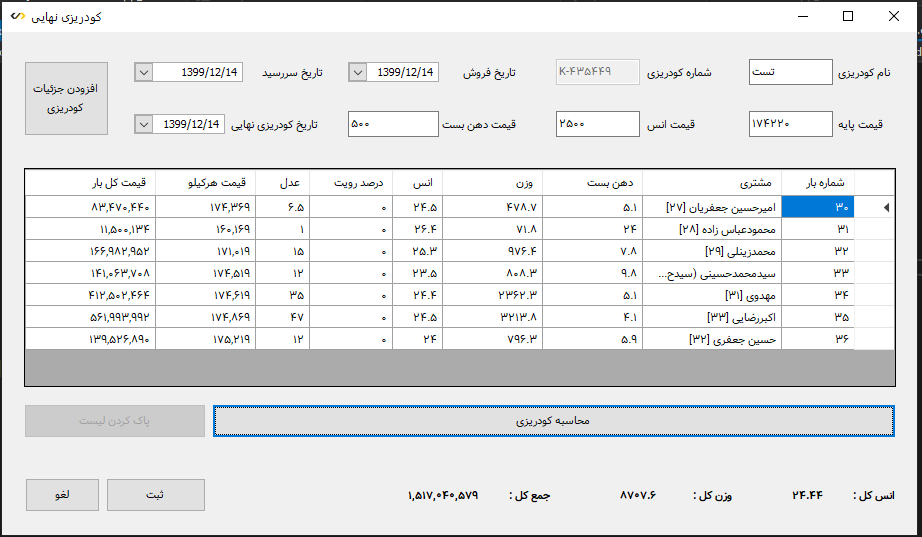 کودریزی نهایی
نام کودریزی تست شماره کودریزی K-۴۳۵۴۴۹ تاریخ فروش 1399/12/14 تاریخ سررسید 1399/12/14 افزودن جزئیات کودریزی
قیمت پایه ۱۷۴۲۲۰ قیمت انس ۲۵۰۰ قیمت دهن بست ۵۰۰ تاریخ کودریزی نهایی 1399/12/14
شماره بار مشتری دهن بست وزن انس درصد رویت عدل قیمت هرکیلو قیمت کل بار
۳۰ امیرحسین جعفریان [۲۷] ۵.۱ ۴۷۸.۷ ۲۴.۵ ۰ ۶.۵ ۱۷۴,۳۶۹ ۸۳,۴۷۰,۴۴۰
۳۱ محمودعباس زاده [۲۸] ۲۴ ۷۱.۸ ۲۶.۴ ۰ ۱ ۱۶۰,۱۶۹ ۱۱,۵۰۰,۱۳۴
۳۲ محمدزینلی [۲۹] ۷.۸ ۹۷۶.۴ ۲۵.۳ ۰ ۱۵ ۱۷۱,۰۱۹ ۱۶۶,۹۸۲,۹۵۲
۳۳ سیدمحمدحسینی (سیدح... ۹.۸ ۸۰۸.۳ ۲۳.۵ ۰ ۱۲ ۱۷۴,۵۱۹ ۱۴۱,۰۶۳,۷۰۸
۳۴ مهدوی [۳۱] ۵.۱ ۲۳۶۲.۳ ۲۴.۴ ۰ ۳۵ ۱۷۴,۶۱۹ ۴۱۲,۵۰۲,۴۶۴
۳۵ اکبررضایی [۳۳] ۴.۱ ۳۲۱۳.۸ ۲۴.۵ ۰ ۴۷ ۱۷۴,۸۶۹ ۵۶۱,۹۹۳,۹۹۲
۳۶ حسین جعفری [۳۲] ۵.۹ ۷۹۶.۳ ۲۴ ۰ ۱۲ ۱۷۵,۲۱۹ ۱۳۹,۵۲۶,۸۹۰
محاسبه کودریزی پاک کردن لیست
انس کل : ۲۴.۴۴ وزن کل : ۸۷۰۷.۶ جمع کل : ۱,۵۱۷,۰۴۰,۵۷۹ ثبت لغو